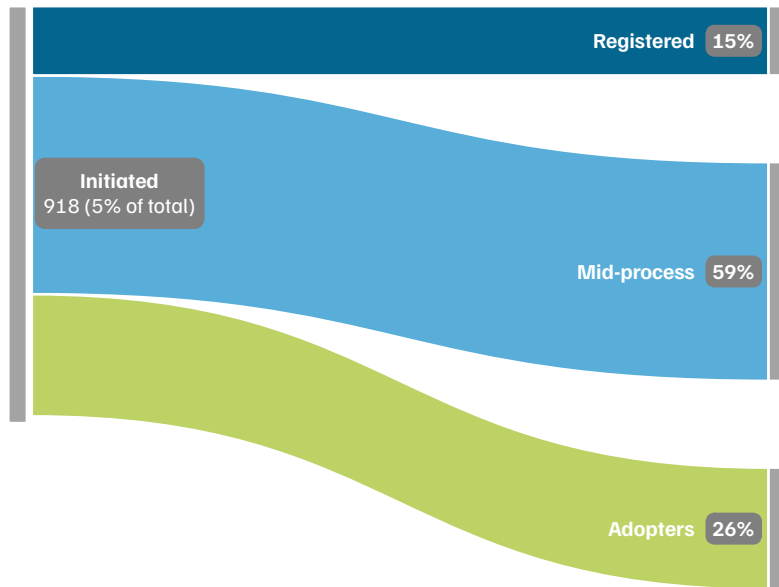 Registered 15%
Initiated
918 (5% of total)
Mid-process 59%
Adopters 26%